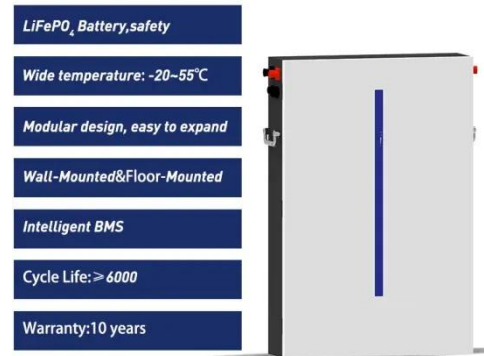 LiFePO₄ Battery,safety
Wide temperature: -20~55℃
Modular design, easy to expand
Wall-Mounted&Floor-Mounted
Intelligent BMS
Cycle Life:≥6000
Warranty:10 years